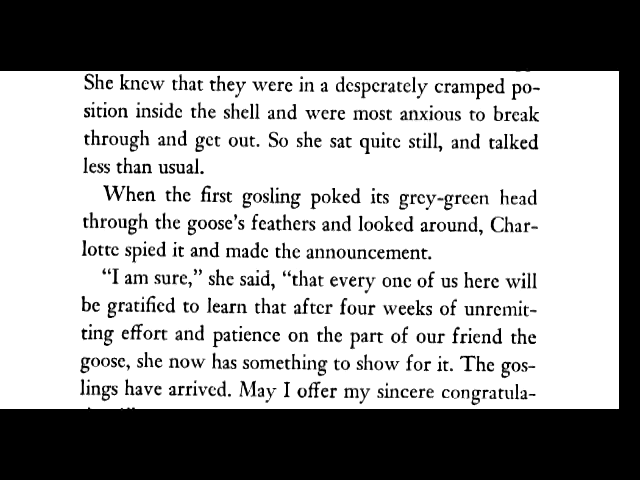 She knew that they were in a desperately cramped po-
sition inside the shell and were most anxious to break
through and get out. So she sat quite still, and talked
less than usual.
When the first gosling poked its grey-green head
through the goose's feathers and looked around, Char-
lotte spied it and made the announcement.
"I am sure," she said, "that every one of us here will
be gratified to learn that after four weeks of unremit-
ting effort and patience on the part of our friend the
goose, she now has something to show for it. The gos-
lings have arrived. May I offer my sincere congratula-